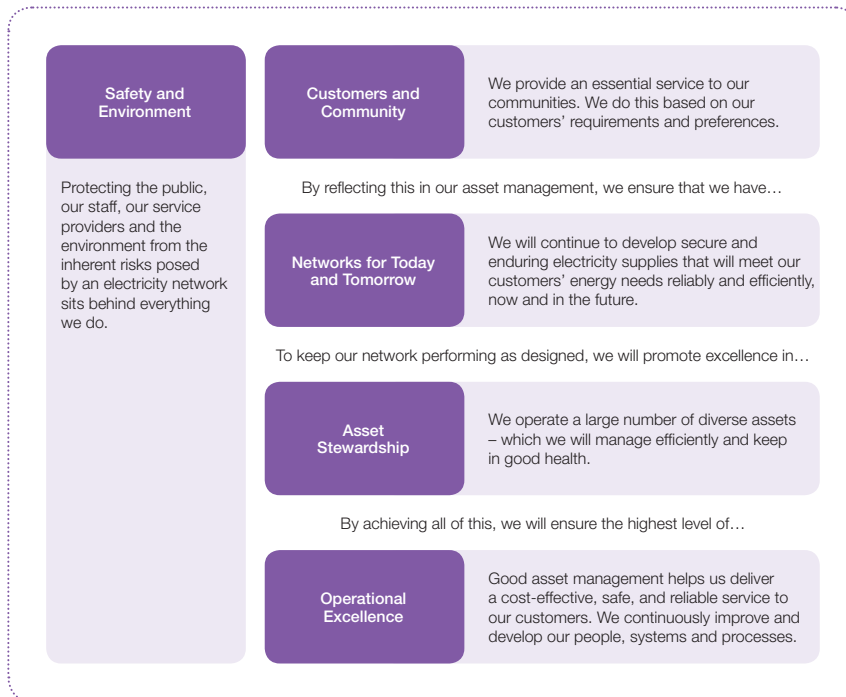 Safety and
Environment
Protecting the public,
our staff, our service
providers and the
environment from the
inherent risks posed
by an electricity network
sits behind everything
we do.
Customers and
Community
We provide an essential service to our
communities. We do this based on our
customers’ requirements and preferences.
By reflecting this in our asset management, we ensure that we have…
Networks for Today
and Tomorrow
We will continue to develop secure and
enduring electricity supplies that will meet our
customers’ energy needs reliably and efficiently,
now and in the future.
To keep our network performing as designed, we will promote excellence in…
Asset
Stewardship
We operate a large number of diverse assets
– which we will manage efficiently and keep
in good health.
By achieving all of this, we will ensure the highest level of…
Operational
Excellence
Good asset management helps us deliver
a cost-effective, safe, and reliable service to
our customers. We continuously improve and
develop our people, systems and processes.